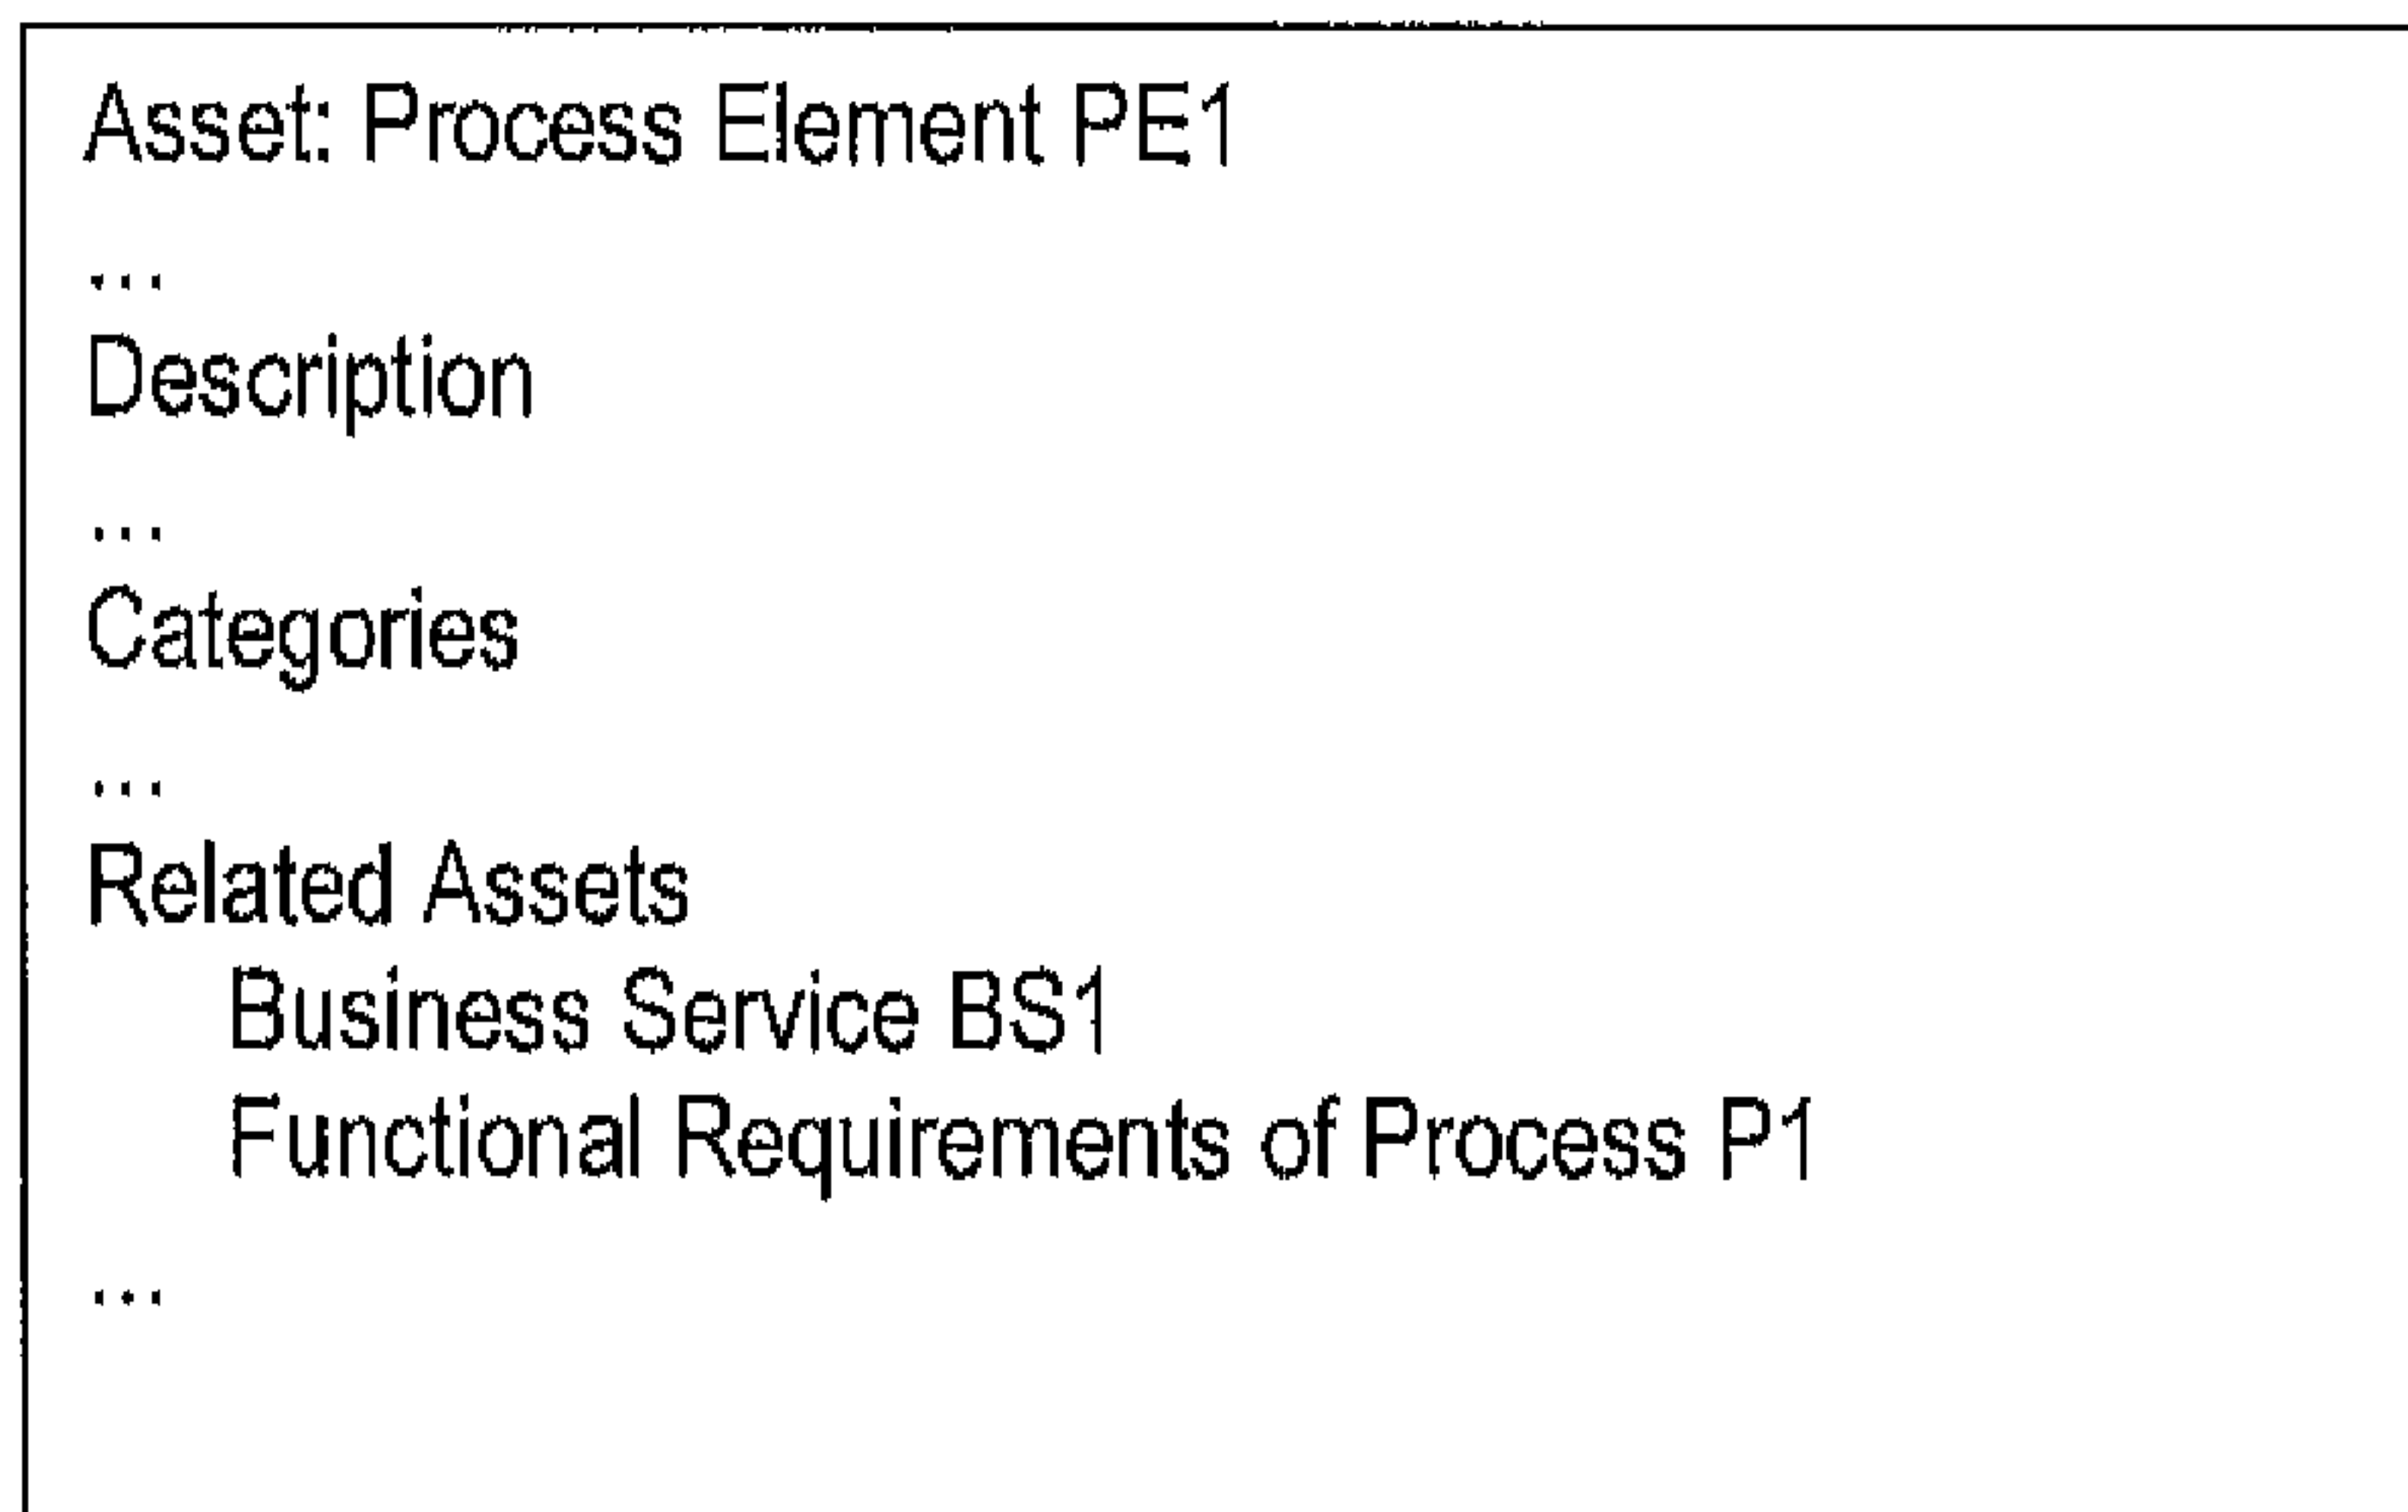 Asset: Process Element PE1
...
Description
...
Categories
...
Related Assets
Business Service BS1
Functional Requirements of Process P1
...